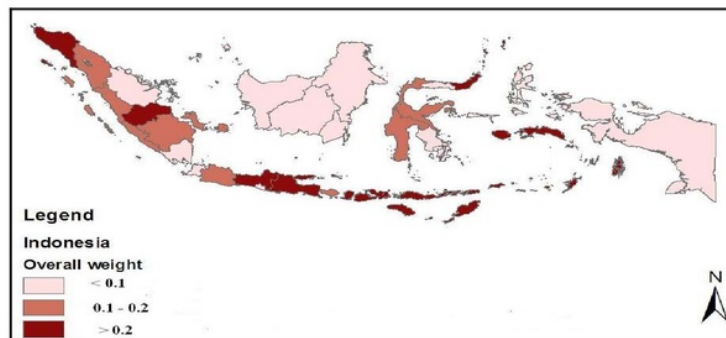 Legend
Indonesia
Overall weight
< 0.1
0.1 - 0.2
> 0.2
N